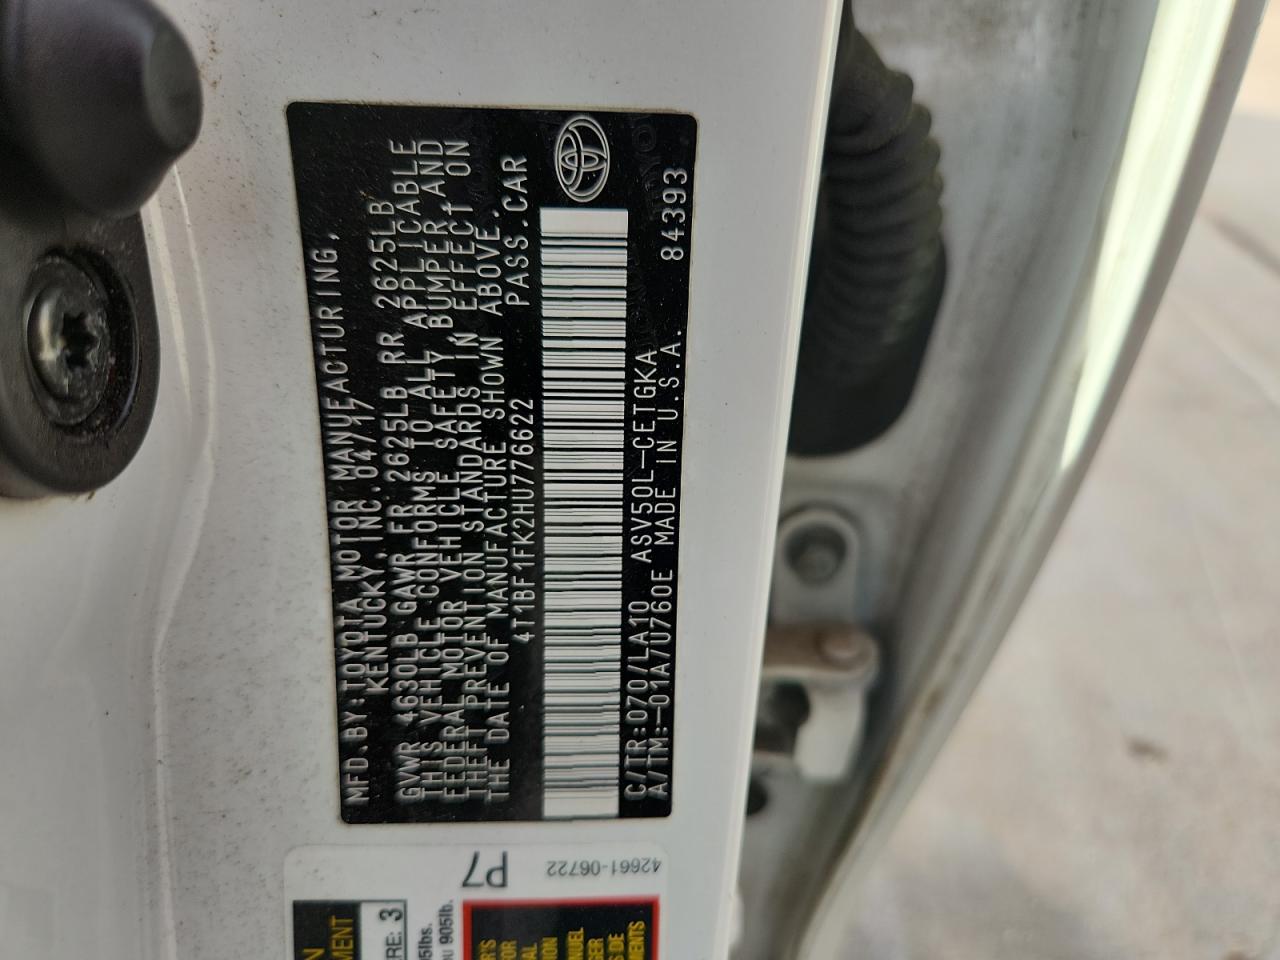 MFD.BY:TOYOTA MOTOR MANUFACTURING,
KENTUCKY,INC. 04/17
GVWR 4630LB GAWR FR 2625LB RR 2625LB
THIS VEHICLE CONFORMS TO ALL APPLICABLE
FEDERAL MOTOR VEHICLE SAFETY,BUMPER,AND
THEFT PREVENTION STANDARDS IN EFFECT ON
THE DATE OF MANUFACTURE SHOWN ABOVE.
4T1BF1FK2HU776622 PASS.CAR
C/TR:070/LA10 ASV50L-CETGKA
A/TM:-01A/U760E MADE IN U.S.A. 84393
P7
42661-06722